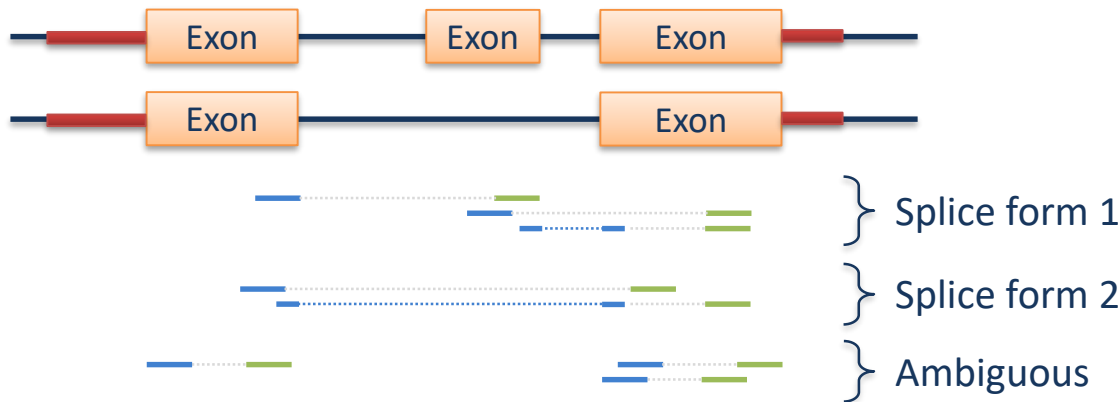 Exon Exon Exon
Exon Exon
Splice form 1
Splice form 2
Ambiguous